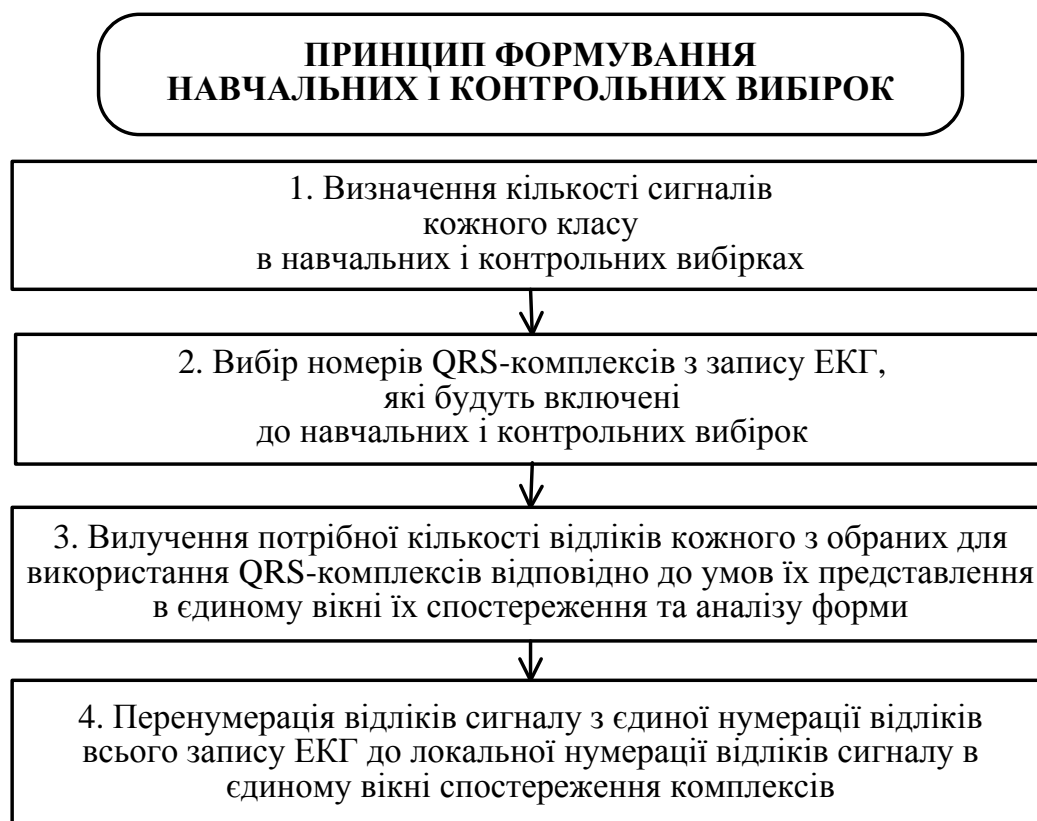 ПРИНЦИП ФОРМУВАННЯ
НАВЧАЛЬНИХ І КОНТРОЛЬНИХ ВИБІРОК
1. Визначення кількості сигналів
кожного класу
в навчальних і контрольних вибірках
2. Вибір номерів QRS-комплексів з запису ЕКГ,
які будуть включені
до навчальних і контрольних вибірок
3. Вилучення потрібної кількості відліків кожного з обраних для
використання QRS-комплексів відповідно до умов їх представлення
в єдиному вікні їх спостереження та аналізу форми
4. Перенумерація відліків сигналу з єдиної нумерації відліків
всього запису ЕКГ до локальної нумерації відліків сигналу в
єдиному вікні спостереження комплексів